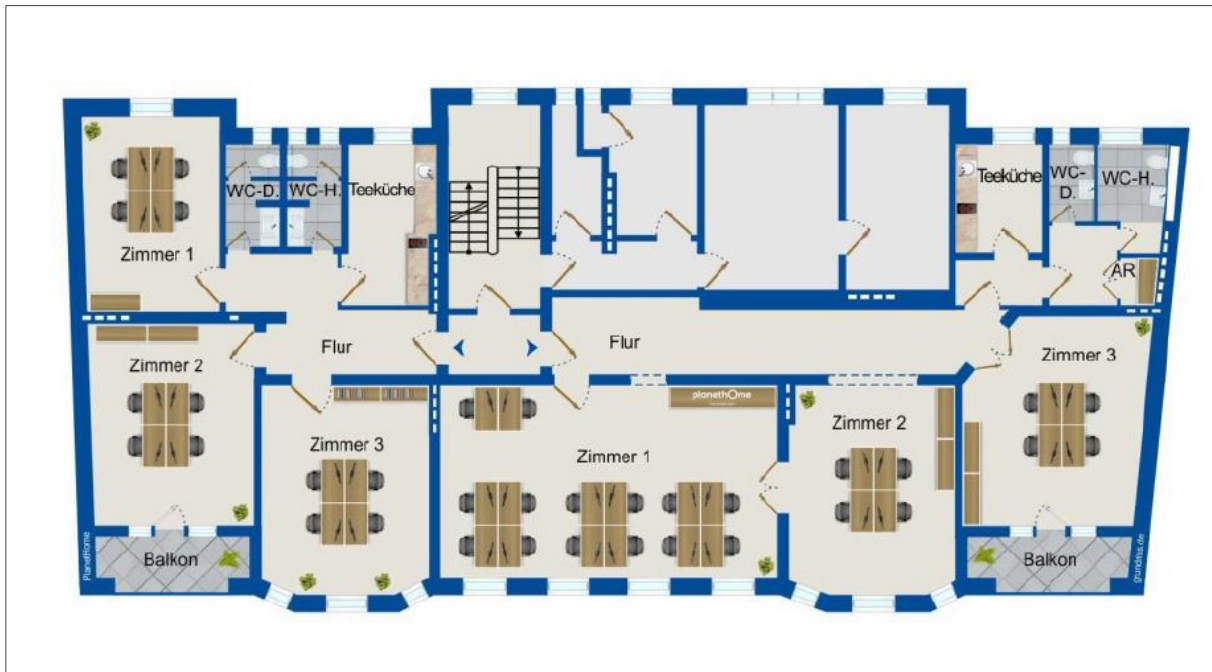 WC-D.
WC-H.
Teeküche
Zimmer 1
Teeküche
WC-
D.
WC-H.
AR
Zimmer 2
Flur
Flur
Zimmer 3
planethome
Zimmer 3
Zimmer 1
Zimmer 2
Balkon
Balkon
PlanetHome
grundriss.de